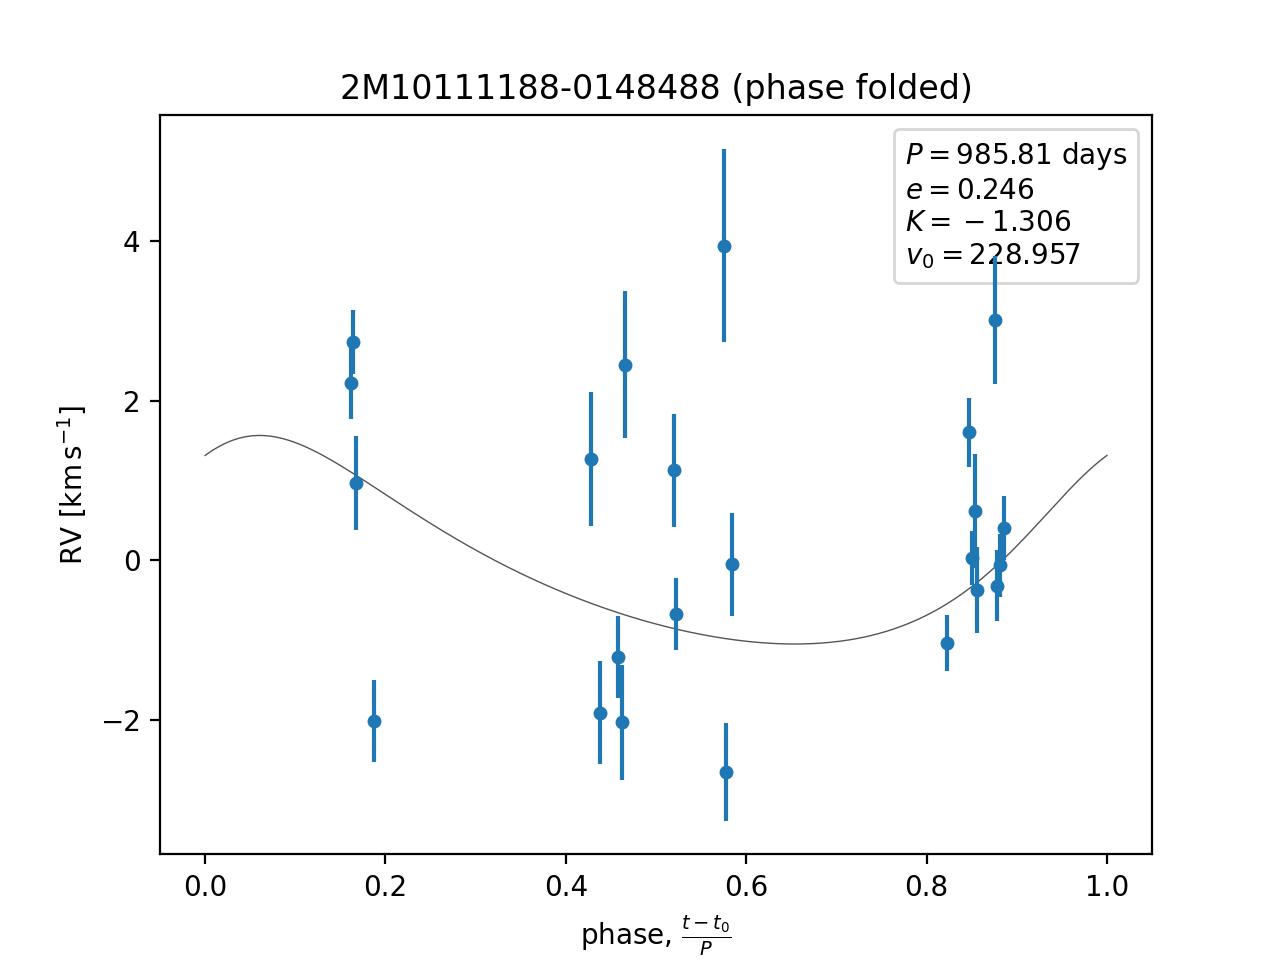 2M10111188-0148488 (phase folded)
P = 985.81 days
e = 0.246
K = −1.306
v₀ = 228.957
RV [km s⁻¹]
4
2
0
−2
0.0 0.2 0.4 0.6 0.8 1.0
phase, (t − t₀)/P